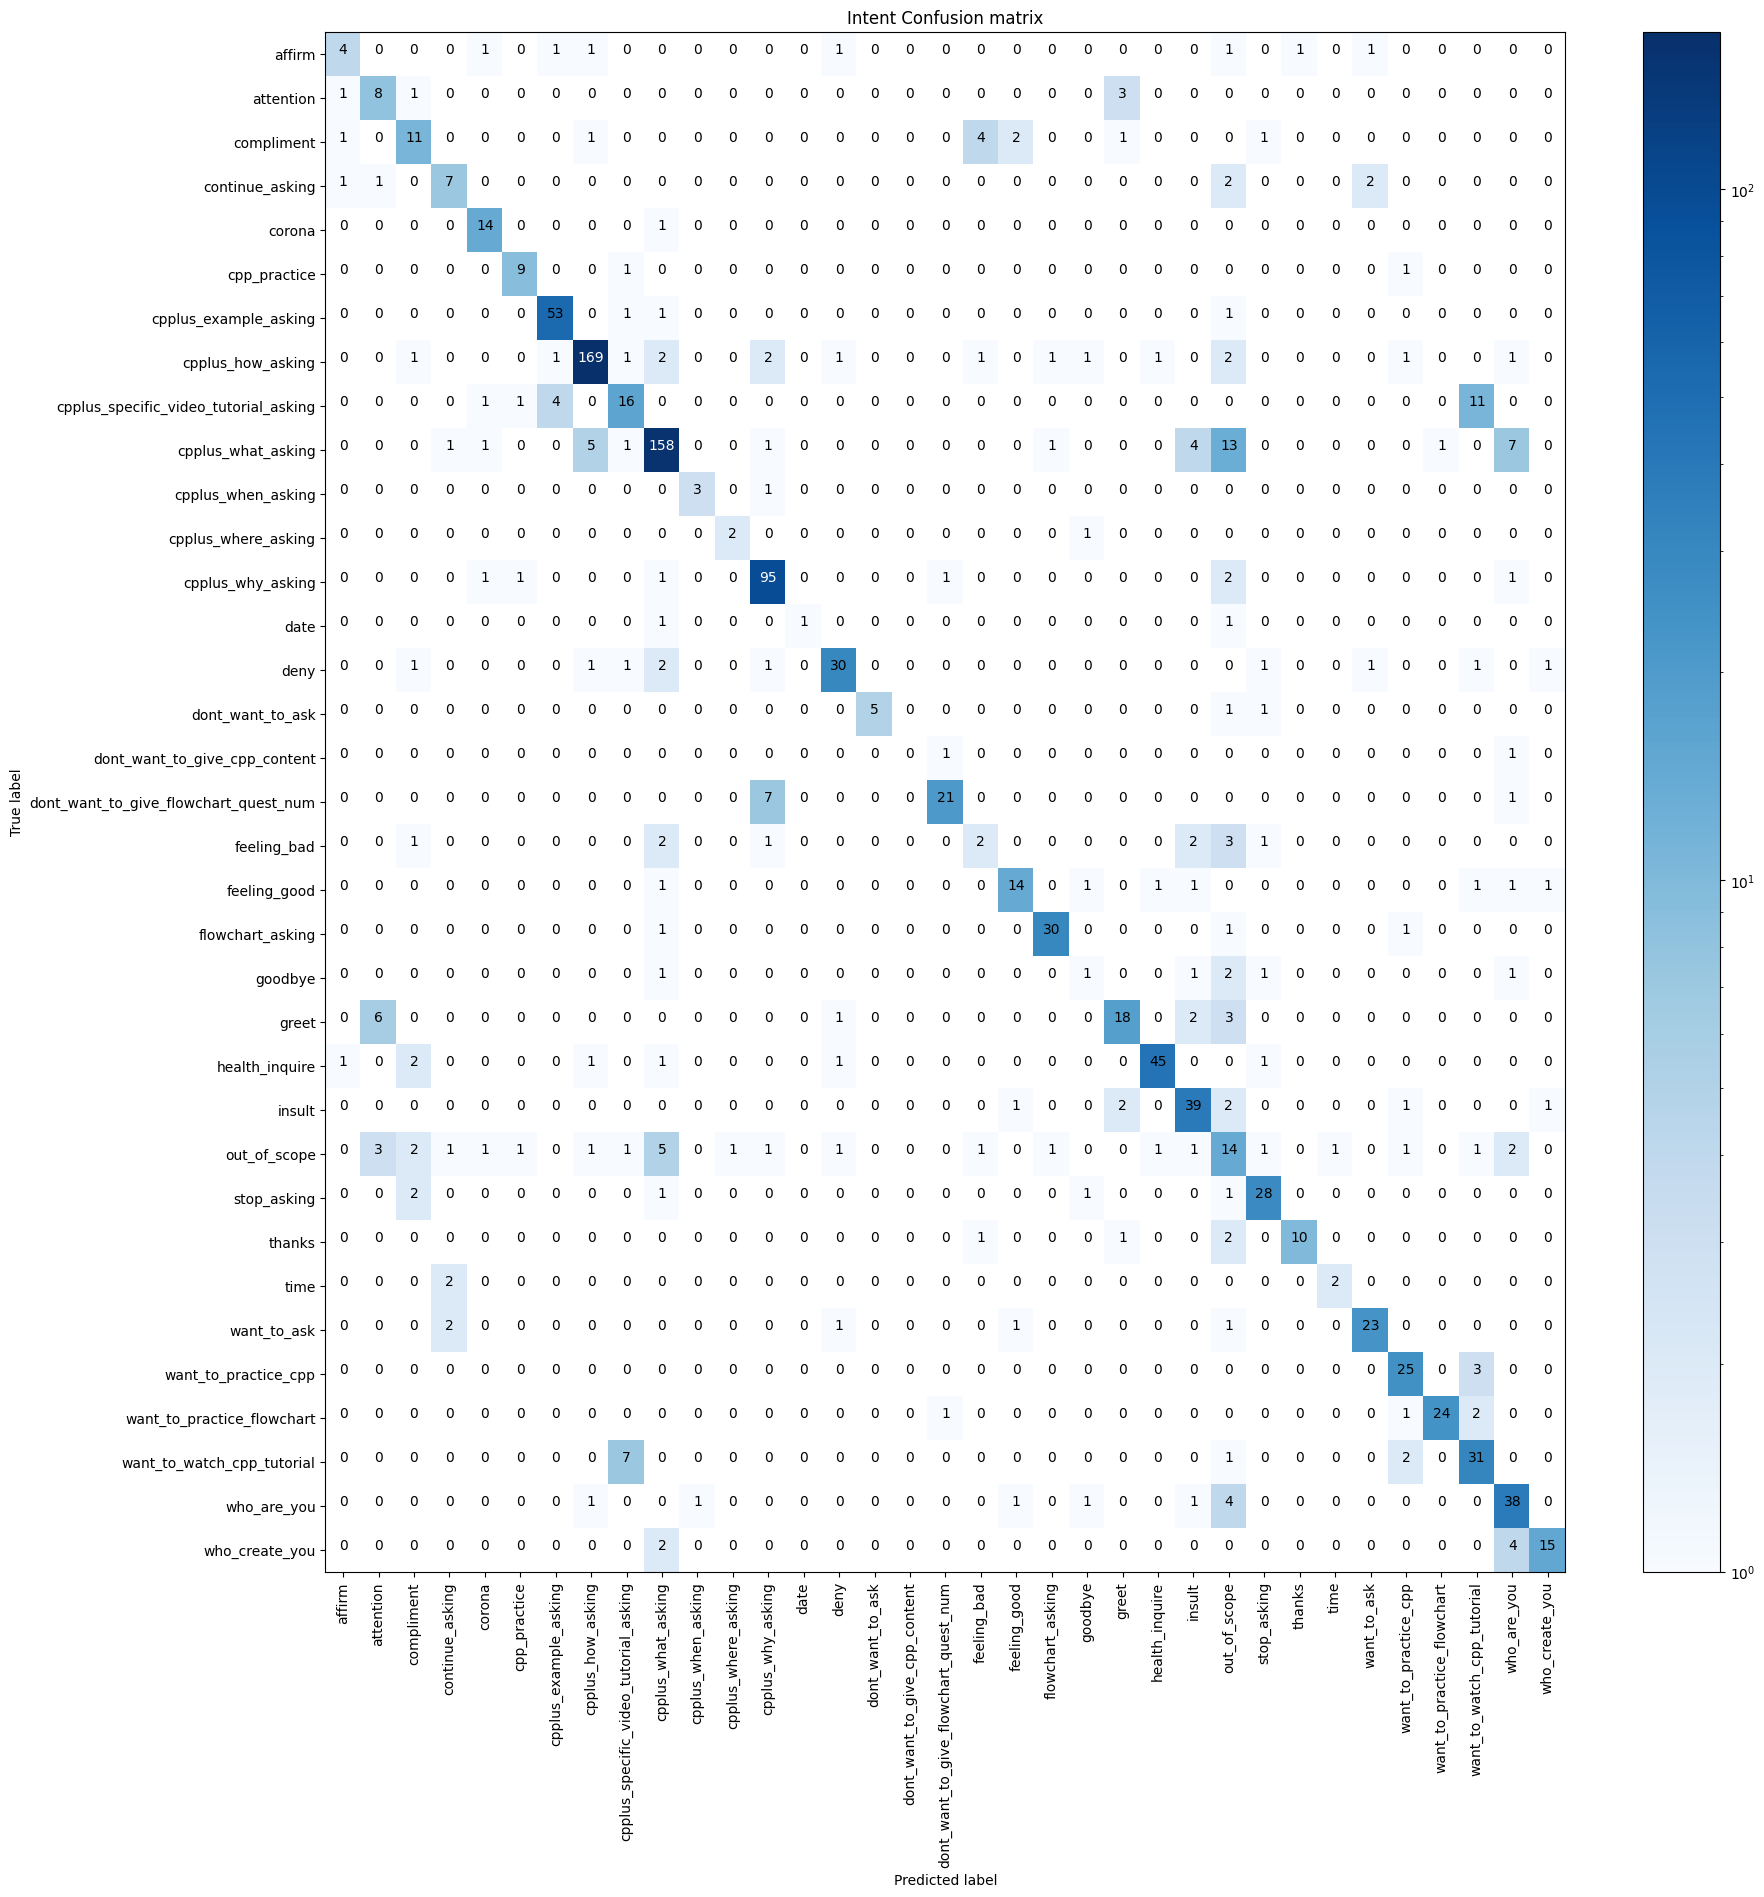 Intent Confusion matrix
affirm 4 0 0 0 1 0 1 1 0 0 0 0 0 0 1 0 0 0 0 0 0 0 0 0 0 1 0 1 0 1 0 0 0 0 0
attention 1 8 1 0 0 0 0 0 0 0 0 0 0 0 0 0 0 0 0 0 0 0 3 0 0 0 0 0 0 0 0 0 0 0 0
compliment 1 0 11 0 0 0 0 1 0 0 0 0 0 0 0 0 0 0 4 2 0 0 1 0 0 0 1 0 0 0 0 0 0 0 0
continue_asking 1 1 0 7 0 0 0 0 0 0 0 0 0 0 0 0 0 0 0 0 0 0 0 0 0 2 0 0 0 2 0 0 0 0 0
corona 0 0 0 0 14 0 0 0 0 1 0 0 0 0 0 0 0 0 0 0 0 0 0 0 0 0 0 0 0 0 0 0 0 0 0
cpp_practice 0 0 0 0 0 9 0 0 1 0 0 0 0 0 0 0 0 0 0 0 0 0 0 0 0 0 0 0 0 0 1 0 0 0 0
cpplus_example_asking 0 0 0 0 0 0 53 0 1 1 0 0 0 0 0 0 0 0 0 0 0 0 0 0 0 1 0 0 0 0 0 0 0 0 0
cpplus_how_asking 0 0 1 0 0 0 1 169 1 2 0 0 2 0 1 0 0 0 1 0 1 1 0 1 0 2 0 0 0 0 1 0 0 1 0
cpplus_specific_video_tutorial_asking 0 0 0 0 1 1 4 0 16 0 0 0 0 0 0 0 0 0 0 0 0 0 0 0 0 0 0 0 0 0 0 0 11 0 0
cpplus_what_asking 0 0 0 1 1 0 0 5 1 158 0 0 1 0 0 0 0 0 0 0 1 0 0 0 4 13 0 0 0 0 0 1 0 7 0
cpplus_when_asking 0 0 0 0 0 0 0 0 0 0 3 0 1 0 0 0 0 0 0 0 0 0 0 0 0 0 0 0 0 0 0 0 0 0 0
cpplus_where_asking 0 0 0 0 0 0 0 0 0 0 0 2 0 0 0 0 0 0 0 0 0 1 0 0 0 0 0 0 0 0 0 0 0 0 0
cpplus_why_asking 0 0 0 0 1 1 0 0 0 1 0 0 95 0 0 0 0 1 0 0 0 0 0 0 0 2 0 0 0 0 0 0 0 1 0
date 0 0 0 0 0 0 0 0 0 1 0 0 0 1 0 0 0 0 0 0 0 0 0 0 0 1 0 0 0 0 0 0 0 0 0
deny 0 0 1 0 0 0 0 1 1 2 0 0 1 0 30 0 0 0 0 0 0 0 0 0 0 0 1 0 0 1 0 0 1 0 1
dont_want_to_ask 0 0 0 0 0 0 0 0 0 0 0 0 0 0 0 5 0 0 0 0 0 0 0 0 0 1 1 0 0 0 0 0 0 0 0
dont_want_to_give_cpp_content 0 0 0 0 0 0 0 0 0 0 0 0 0 0 0 0 0 1 0 0 0 0 0 0 0 0 0 0 0 0 0 0 0 1 0
dont_want_to_give_flowchart_quest_num 0 0 0 0 0 0 0 0 0 0 0 0 7 0 0 0 0 21 0 0 0 0 0 0 0 0 0 0 0 0 0 0 0 1 0
feeling_bad 0 0 1 0 0 0 0 0 0 2 0 0 1 0 0 0 0 0 2 0 0 0 0 0 2 3 1 0 0 0 0 0 0 0 0
feeling_good 0 0 0 0 0 0 0 0 0 1 0 0 0 0 0 0 0 0 0 14 0 1 0 1 1 0 0 0 0 0 0 0 1 1 1
flowchart_asking 0 0 0 0 0 0 0 0 0 1 0 0 0 0 0 0 0 0 0 0 30 0 0 0 0 1 0 0 0 0 1 0 0 0 0
goodbye 0 0 0 0 0 0 0 0 0 1 0 0 0 0 0 0 0 0 0 0 0 1 0 0 1 2 1 0 0 0 0 0 0 1 0
greet 0 6 0 0 0 0 0 0 0 0 0 0 0 0 1 0 0 0 0 0 0 0 18 0 2 3 0 0 0 0 0 0 0 0 0
health_inquire 1 0 2 0 0 0 0 1 0 1 0 0 0 0 1 0 0 0 0 0 0 0 0 45 0 0 1 0 0 0 0 0 0 0 0
insult 0 0 0 0 0 0 0 0 0 0 0 0 0 0 0 0 0 0 0 1 0 0 2 0 39 2 0 0 0 0 1 0 0 0 1
out_of_scope 0 3 2 1 1 1 0 1 1 5 0 1 1 0 1 0 0 0 1 0 1 0 0 1 1 14 1 0 1 0 1 0 1 2 0
stop_asking 0 0 2 0 0 0 0 0 0 1 0 0 0 0 0 0 0 0 0 0 0 1 0 0 0 1 28 0 0 0 0 0 0 0 0
thanks 0 0 0 0 0 0 0 0 0 0 0 0 0 0 0 0 0 0 1 0 0 0 1 0 0 2 0 10 0 0 0 0 0 0 0
time 0 0 0 2 0 0 0 0 0 0 0 0 0 0 0 0 0 0 0 0 0 0 0 0 0 0 0 0 2 0 0 0 0 0 0
want_to_ask 0 0 0 2 0 0 0 0 0 0 0 0 0 0 1 0 0 0 0 1 0 0 0 0 0 1 0 0 0 23 0 0 0 0 0
want_to_practice_cpp 0 0 0 0 0 0 0 0 0 0 0 0 0 0 0 0 0 0 0 0 0 0 0 0 0 0 0 0 0 0 25 0 3 0 0
want_to_practice_flowchart 0 0 0 0 0 0 0 0 0 0 0 0 0 0 0 0 0 1 0 0 0 0 0 0 0 0 0 0 0 0 1 24 2 0 0
want_to_watch_cpp_tutorial 0 0 0 0 0 0 0 0 7 0 0 0 0 0 0 0 0 0 0 0 0 0 0 0 0 1 0 0 0 0 2 0 31 0 0
who_are_you 0 0 0 0 0 0 0 1 0 0 1 0 0 0 0 0 0 0 0 1 0 1 0 0 1 4 0 0 0 0 0 0 0 38 0
who_create_you 0 0 0 0 0 0 0 0 0 2 0 0 0 0 0 0 0 0 0 0 0 0 0 0 0 0 0 0 0 0 0 0 0 4 15
True label
affirm
attention
compliment
continue_asking
corona
cpp_practice
cpplus_example_asking
cpplus_how_asking
cpplus_specific_video_tutorial_asking
cpplus_what_asking
cpplus_when_asking
cpplus_where_asking
cpplus_why_asking
date
deny
dont_want_to_ask
dont_want_to_give_cpp_content
dont_want_to_give_flowchart_quest_num
feeling_bad
feeling_good
flowchart_asking
goodbye
greet
health_inquire
insult
out_of_scope
stop_asking
thanks
time
want_to_ask
want_to_practice_cpp
want_to_practice_flowchart
want_to_watch_cpp_tutorial
who_are_you
who_create_you
Predicted label
10²
10¹
10⁰